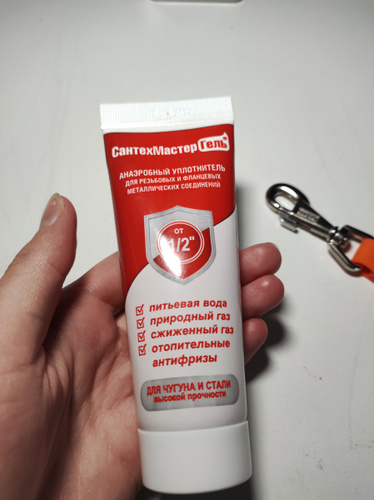 СантехМастер Гель
АНАЭРОБНЫЙ УПЛОТНИТЕЛЬ
ДЛЯ РЕЗЬБОВЫХ И ФЛАНЦЕВЫХ
МЕТАЛЛИЧЕСКИХ СОЕДИНЕНИЙ
ОТ
1/2"
питьевая вода
природный газ
сжиженный газ
отопительные
антифризы
ДЛЯ ЧУГУНА И СТАЛИ
высокой прочности